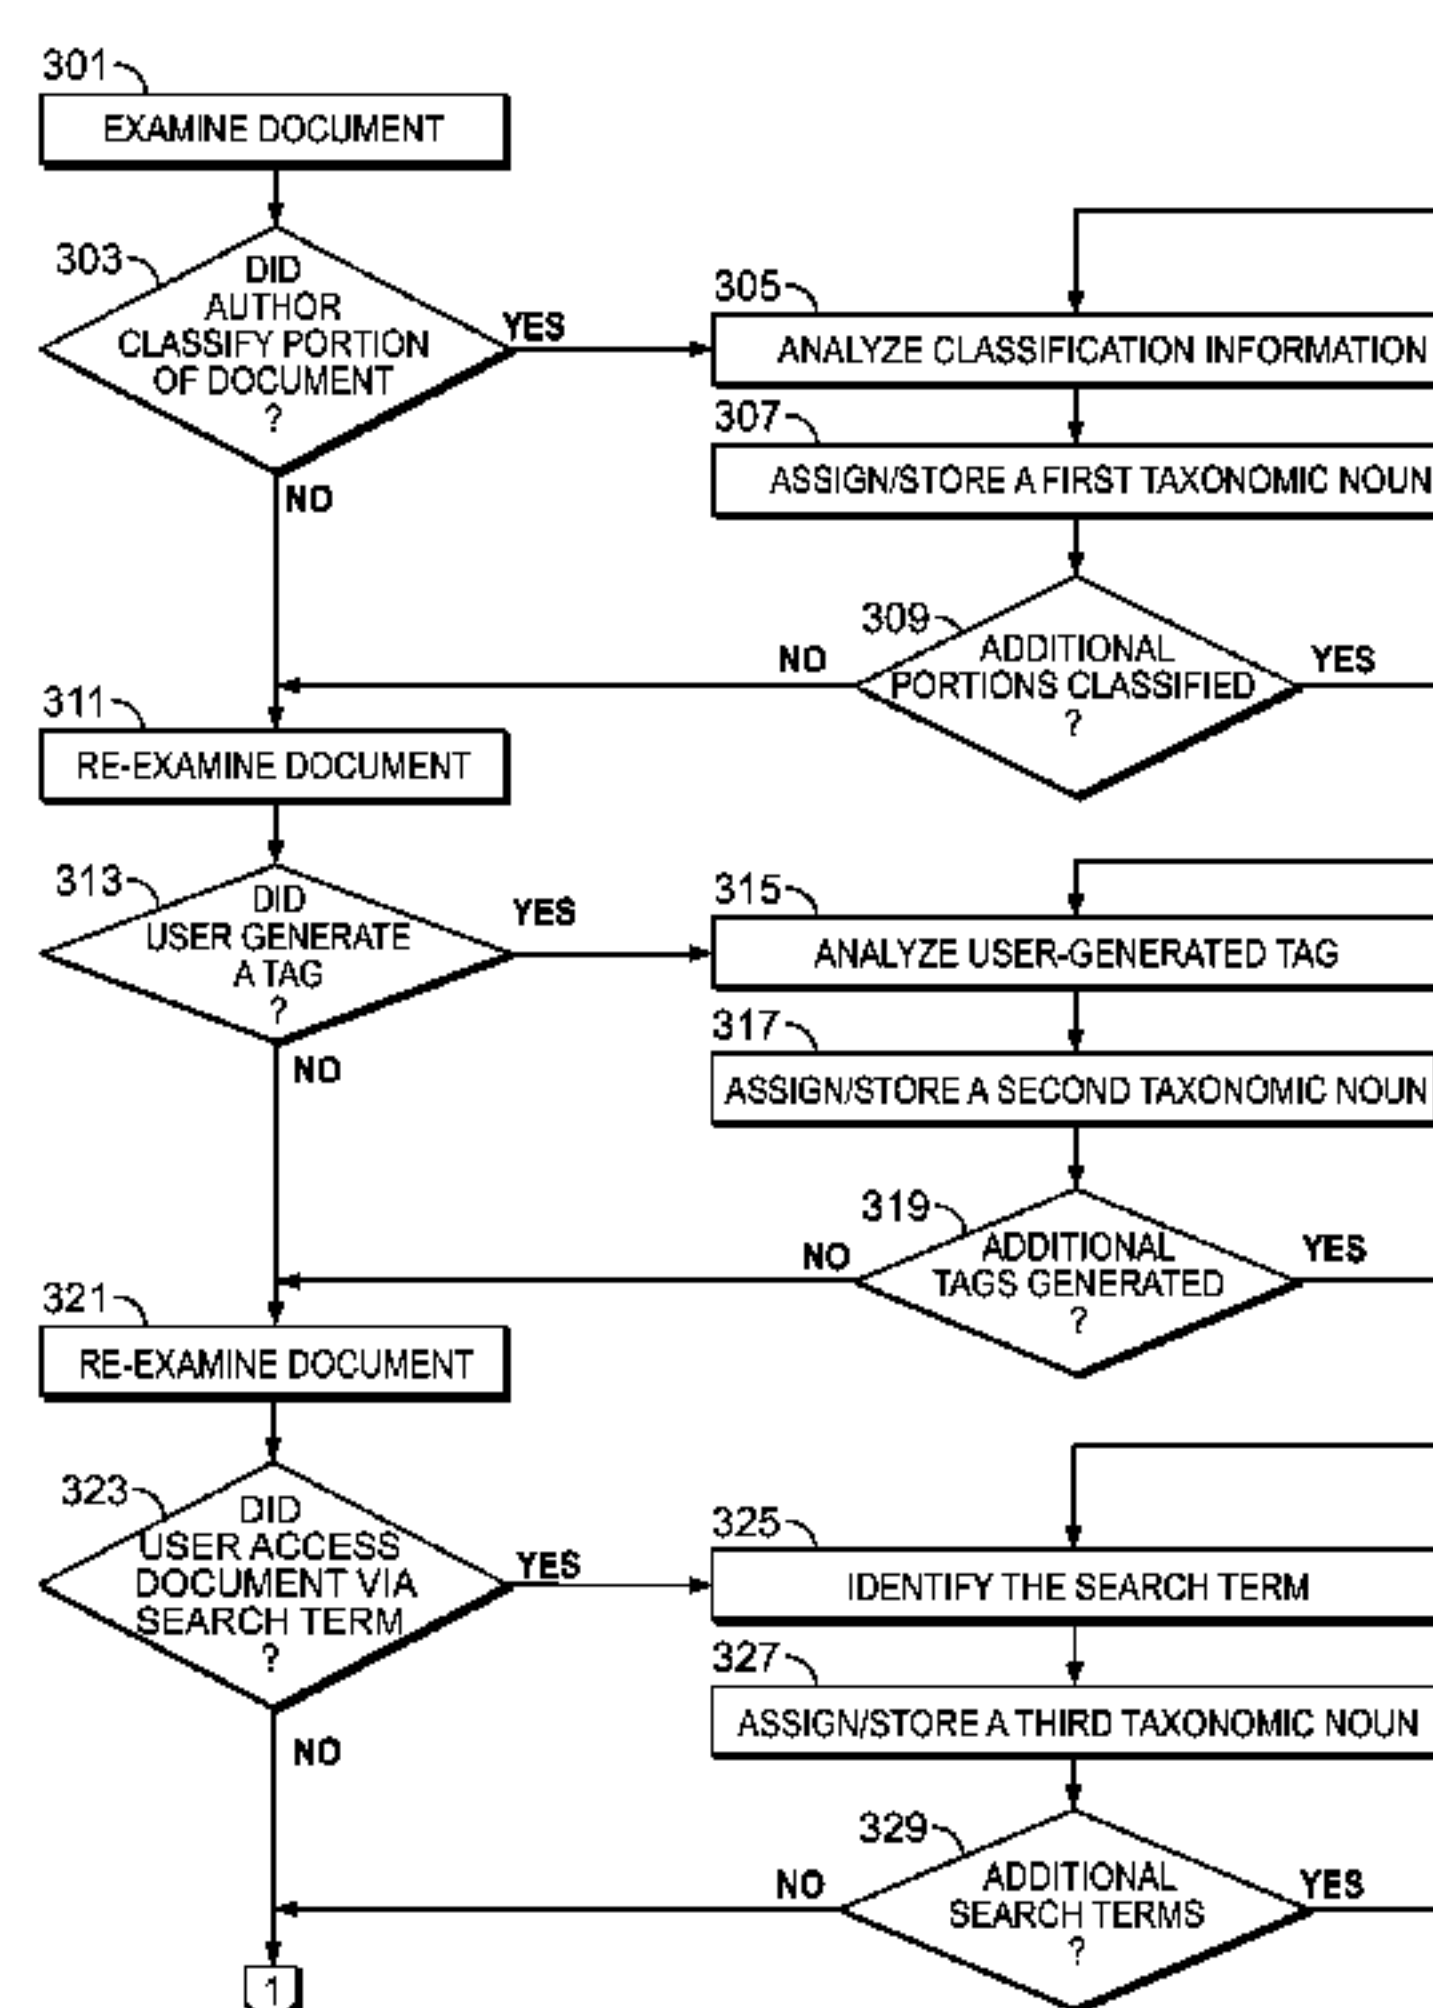 301
EXAMINE DOCUMENT
303
DID
AUTHOR
CLASSIFY PORTION
OF DOCUMENT
?
YES
NO
305
ANALYZE CLASSIFICATION INFORMATION
307
ASSIGN/STORE A FIRST TAXONOMIC NOUN
309
ADDITIONAL
PORTIONS CLASSIFIED
?
NO
YES
311
RE-EXAMINE DOCUMENT
313
DID
USER GENERATE
A TAG
?
YES
NO
315
ANALYZE USER-GENERATED TAG
317
ASSIGN/STORE A SECOND TAXONOMIC NOUN
319
ADDITIONAL
TAGS GENERATED
?
NO
YES
321
RE-EXAMINE DOCUMENT
323
DID
USER ACCESS
DOCUMENT VIA
SEARCH TERM
?
YES
NO
325
IDENTIFY THE SEARCH TERM
327
ASSIGN/STORE A THIRD TAXONOMIC NOUN
329
ADDITIONAL
SEARCH TERMS
?
NO
YES
1